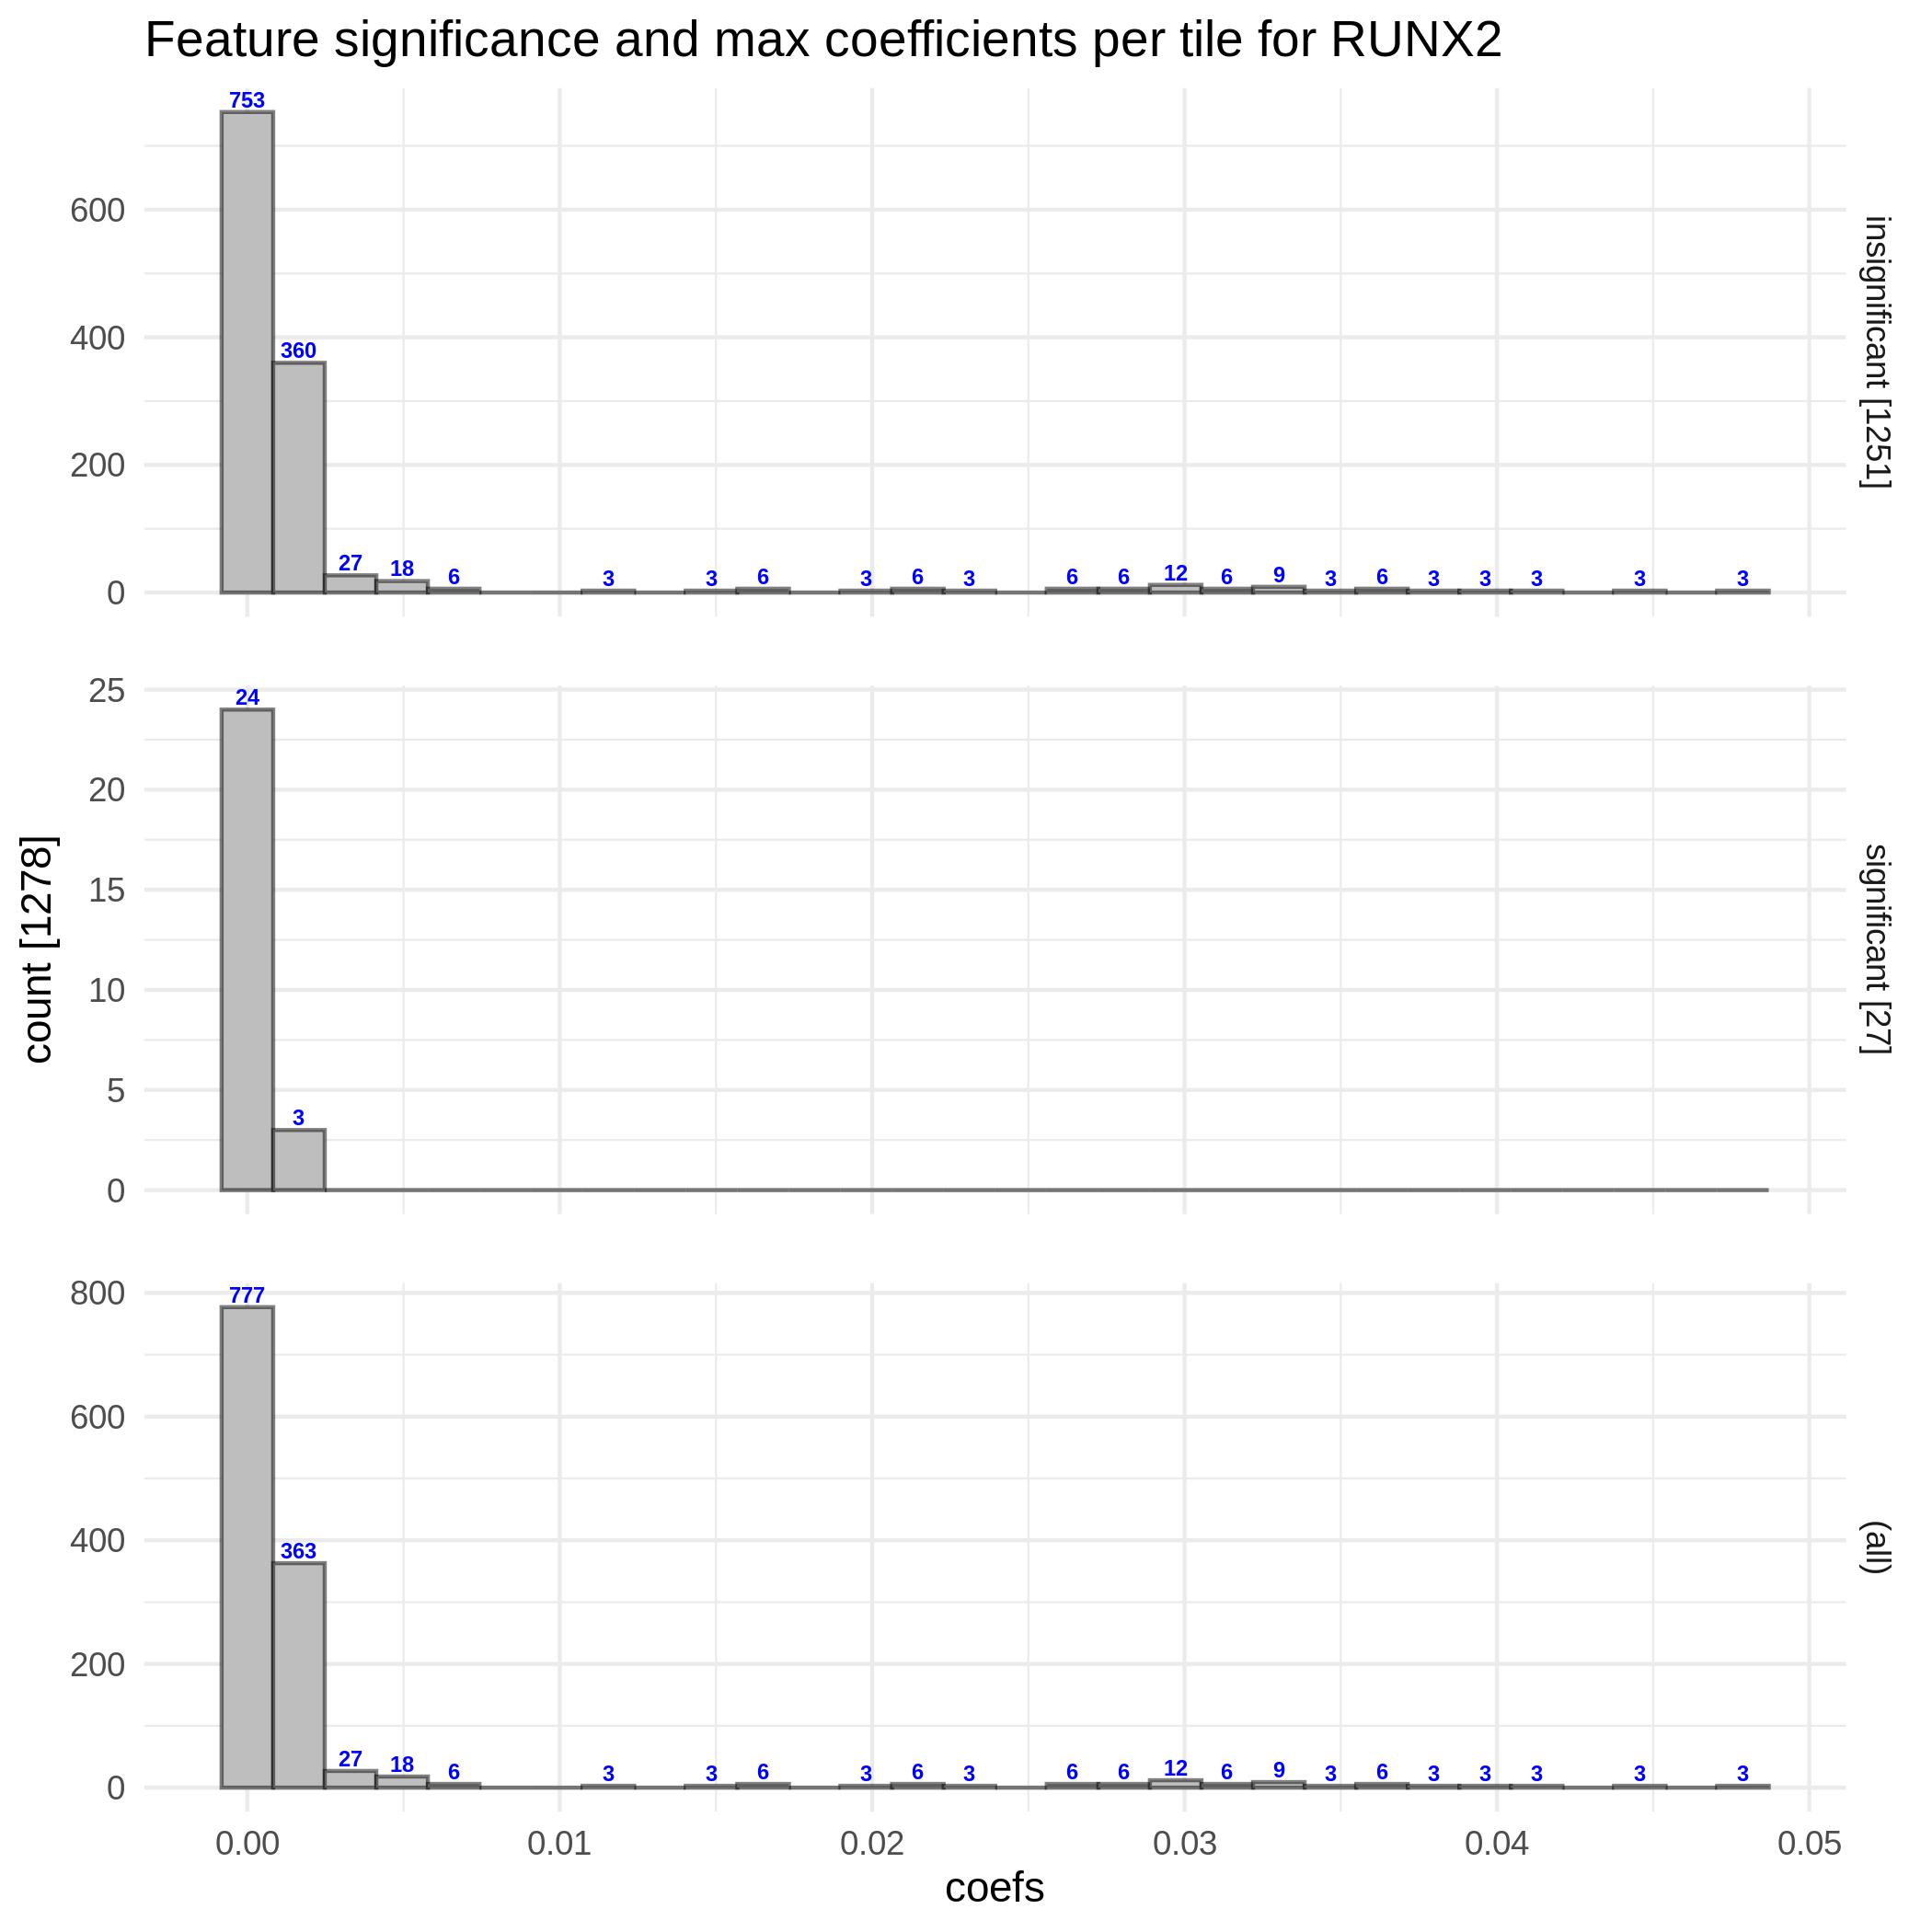 Feature significance and max coefficients per tile for RUNX2
753
600
360
400
200
27 18 6 3 3 6 3 6 3 6 6 12 6 9 3 6 3 3 3 3 3
0
insignificant [1251]
25
24
20
15
10
5
3
0
significant [27]
count [1278]
800
777
600
400
363
200
27 18 6 3 3 6 3 6 3 6 6 12 6 9 3 6 3 3 3 3 3
0
(all)
0.00 0.01 0.02 0.03 0.04 0.05
coefs